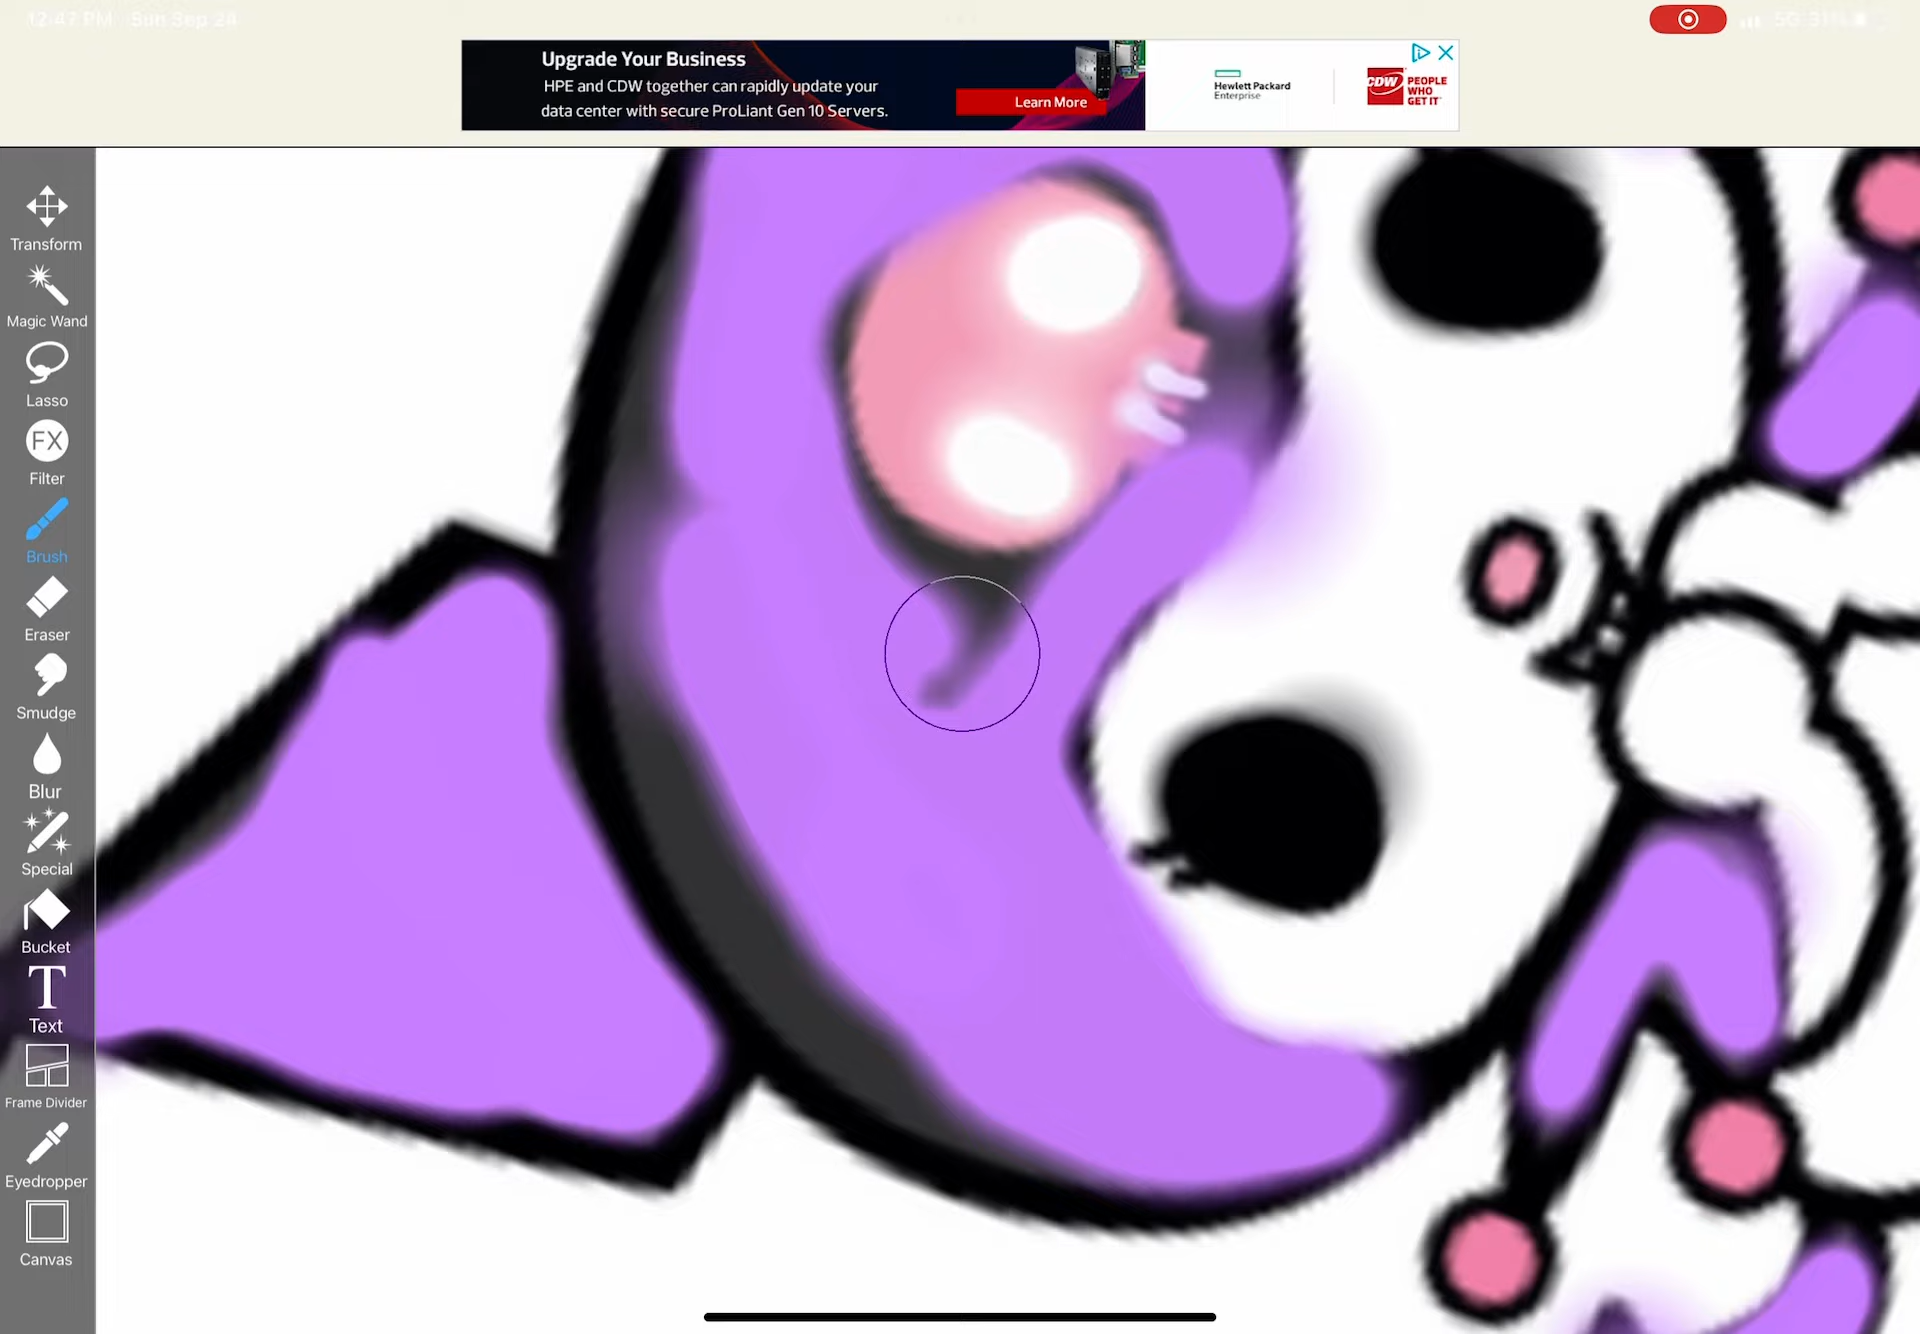 12:47 PM Sun Sep 24
Upgrade Your Business
HPE and CDW together can rapidly update your
data center with secure ProLiant Gen 10 Servers.
Learn More
Hewlett Packard
Enterprise
CDW
PEOPLE
WHO
GET IT
Transform
Magic Wand
Lasso
FX
Filter
Brush
Eraser
Smudge
Blur
Special
Bucket
T
Text
Frame Divider
Eyedropper
Canvas